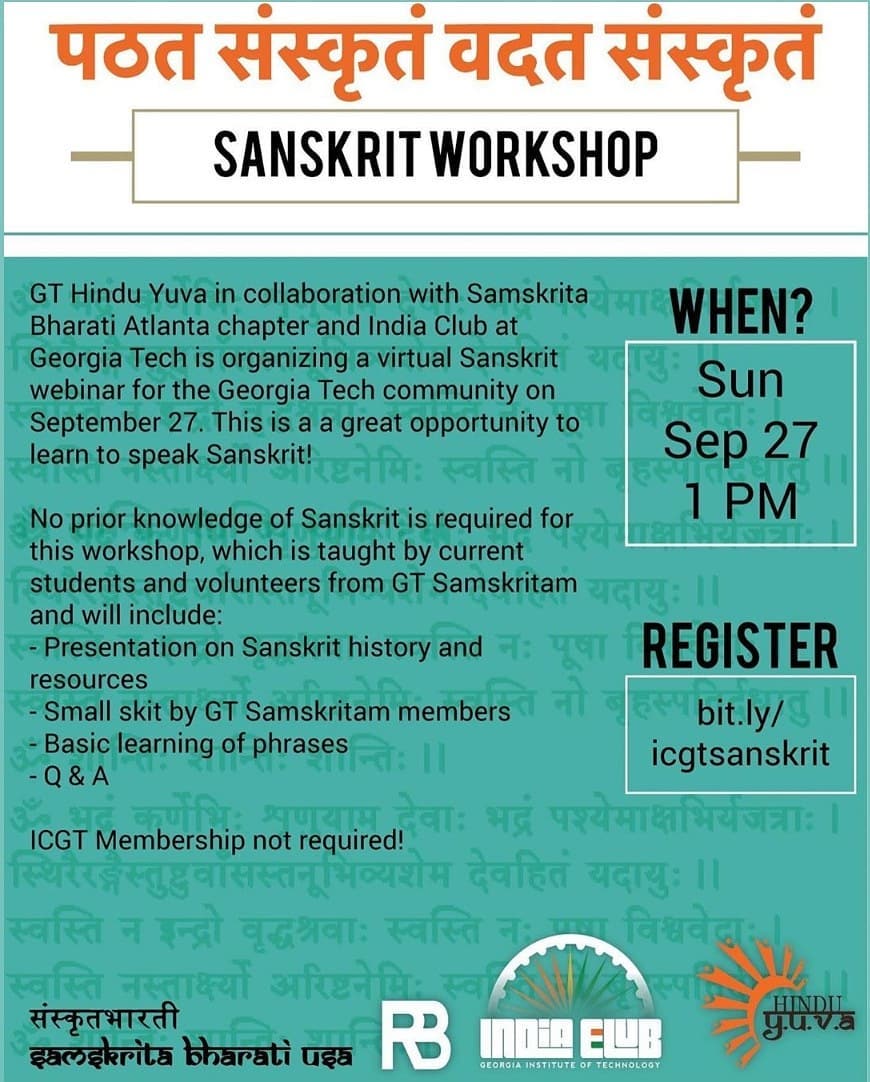 पठत संस्कृतं वदत संस्कृतं
SANSKRIT WORKSHOP
GT Hindu Yuva in collaboration with Samskrita
Bharati Atlanta chapter and India Club at
Georgia Tech is organizing a virtual Sanskrit
webinar for the Georgia Tech community on
September 27. This is a a great opportunity to
learn to speak Sanskrit!
No prior knowledge of Sanskrit is required for
this workshop, which is taught by current
students and volunteers from GT Samskritam
and will include:
- Presentation on Sanskrit history and
resources
- Small skit by GT Samskritam members
- Basic learning of phrases
- Q & A
ICGT Membership not required!
WHEN?
Sun
Sep 27
1 PM
REGISTER
bit.ly/
icgtsanskrit
ॐ भद्रं कर्णेभिः श्रृणुयाम देवाः भद्रं पश्येमाक्षभिर्यजत्राः ।
स्थिरैरङ्गैस्तुष्टुवांसस्तनूभिर्व्यशेम देवहितं यदायुः ।।
स्वस्ति न इन्द्रो वृद्धश्रवाः स्वस्ति नः पूषा विश्ववेदाः ।
स्वस्ति नस्तार्क्ष्यो अरिष्टनेमिः
संस्कृतभारती
samskrita bharati usa
RB
INDIA CLUB
GEORGIA INSTITUTE OF TECHNOLOGY
HINDU
y.u.v.a